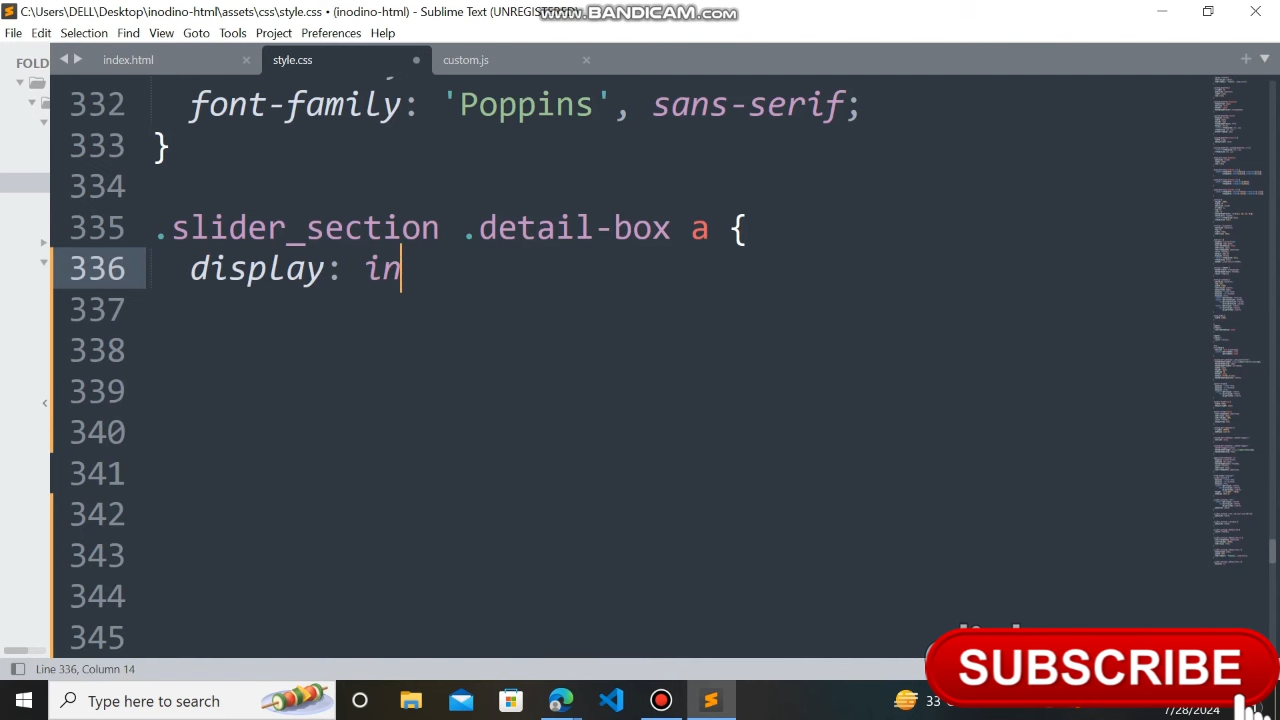 C:\Users\DELL\Desktop\inodino-html\assets\css\style.css • (inodino-html) - Sublime Text (UNREGISTERED)
www.BANDICAM.com
File Edit Selection Find View Goto Tools Project Preferences Help
FOLD
index.html
style.css
custom.js
332 font-family: 'Poppins', sans-serif;
333 }
334
335 .slider_section .derail-box a {
336 display: in
337
338
339
340
341
342
343
344
345
SUBSCRIBE
Line 336, Column 14
Type here to search
33
7/28/2024